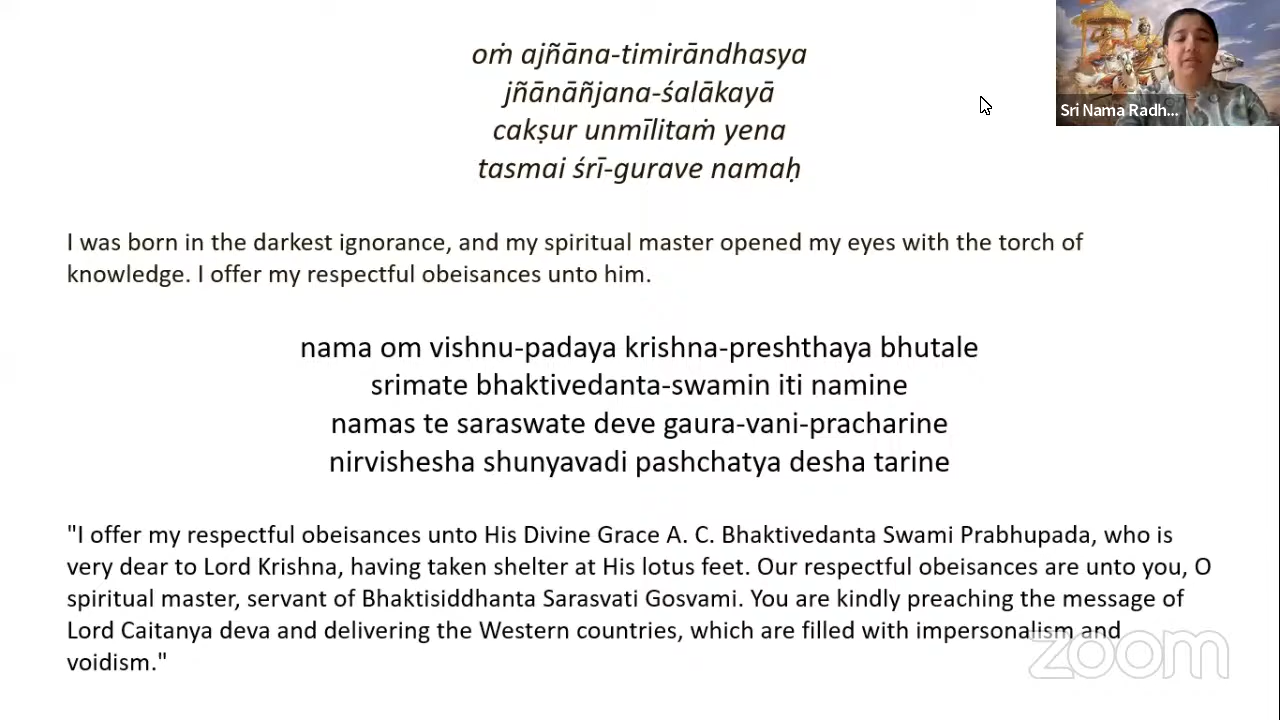 oṁ ajñāna-timirāndhasya
jñānāñjana-śalākayā
cakṣur unmīlitaṁ yena
tasmai śrī-gurave namaḥ
Sri Nama Radh...
I was born in the darkest ignorance, and my spiritual master opened my eyes with the torch of
knowledge. I offer my respectful obeisances unto him.
nama om vishnu-padaya krishna-preshthaya bhutale
srimate bhaktivedanta-swamin iti namine
namas te saraswate deve gaura-vani-pracharine
nirvishesha shunyavadi pashchatya desha tarine
"I offer my respectful obeisances unto His Divine Grace A. C. Bhaktivedanta Swami Prabhupada, who is
very dear to Lord Krishna, having taken shelter at His lotus feet. Our respectful obeisances are unto you, O
spiritual master, servant of Bhaktisiddhanta Sarasvati Gosvami. You are kindly preaching the message of
Lord Caitanya deva and delivering the Western countries, which are filled with impersonalism and
voidism."
zoom